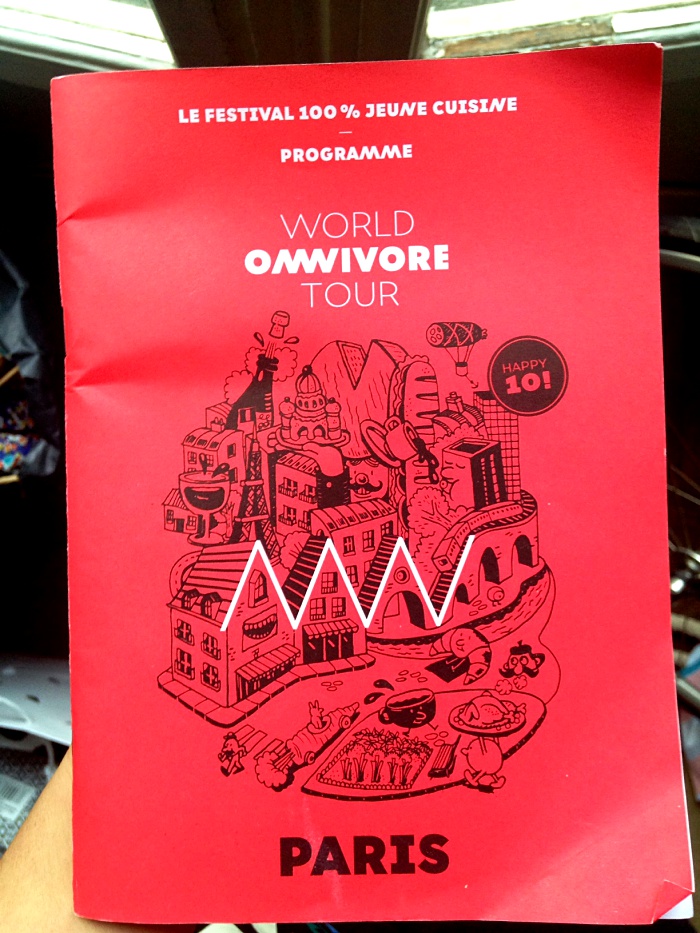 LE FESTIVAL 100 % JEUNE CUISINE
PROGRAMME
WORLD
OMNIVORE
TOUR
HAPPY
10!
PARIS